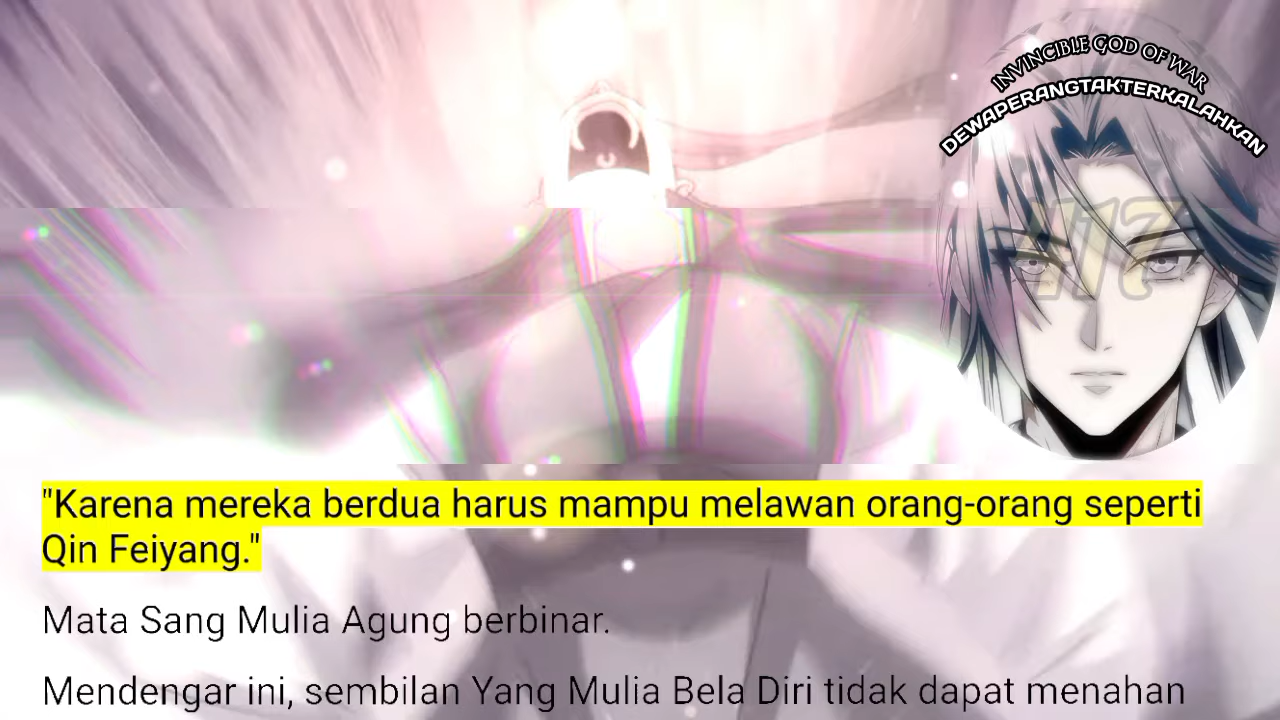 INVINCIBLE GOD OF WAR
DEWAPERANGTAKTERKALAHKAN
"Karena mereka berdua harus mampu melawan orang-orang seperti
Qin Feiyang."
Mata Sang Mulia Agung berbinar.
Mendengar ini, sembilan Yang Mulia Bela Diri tidak dapat menahan